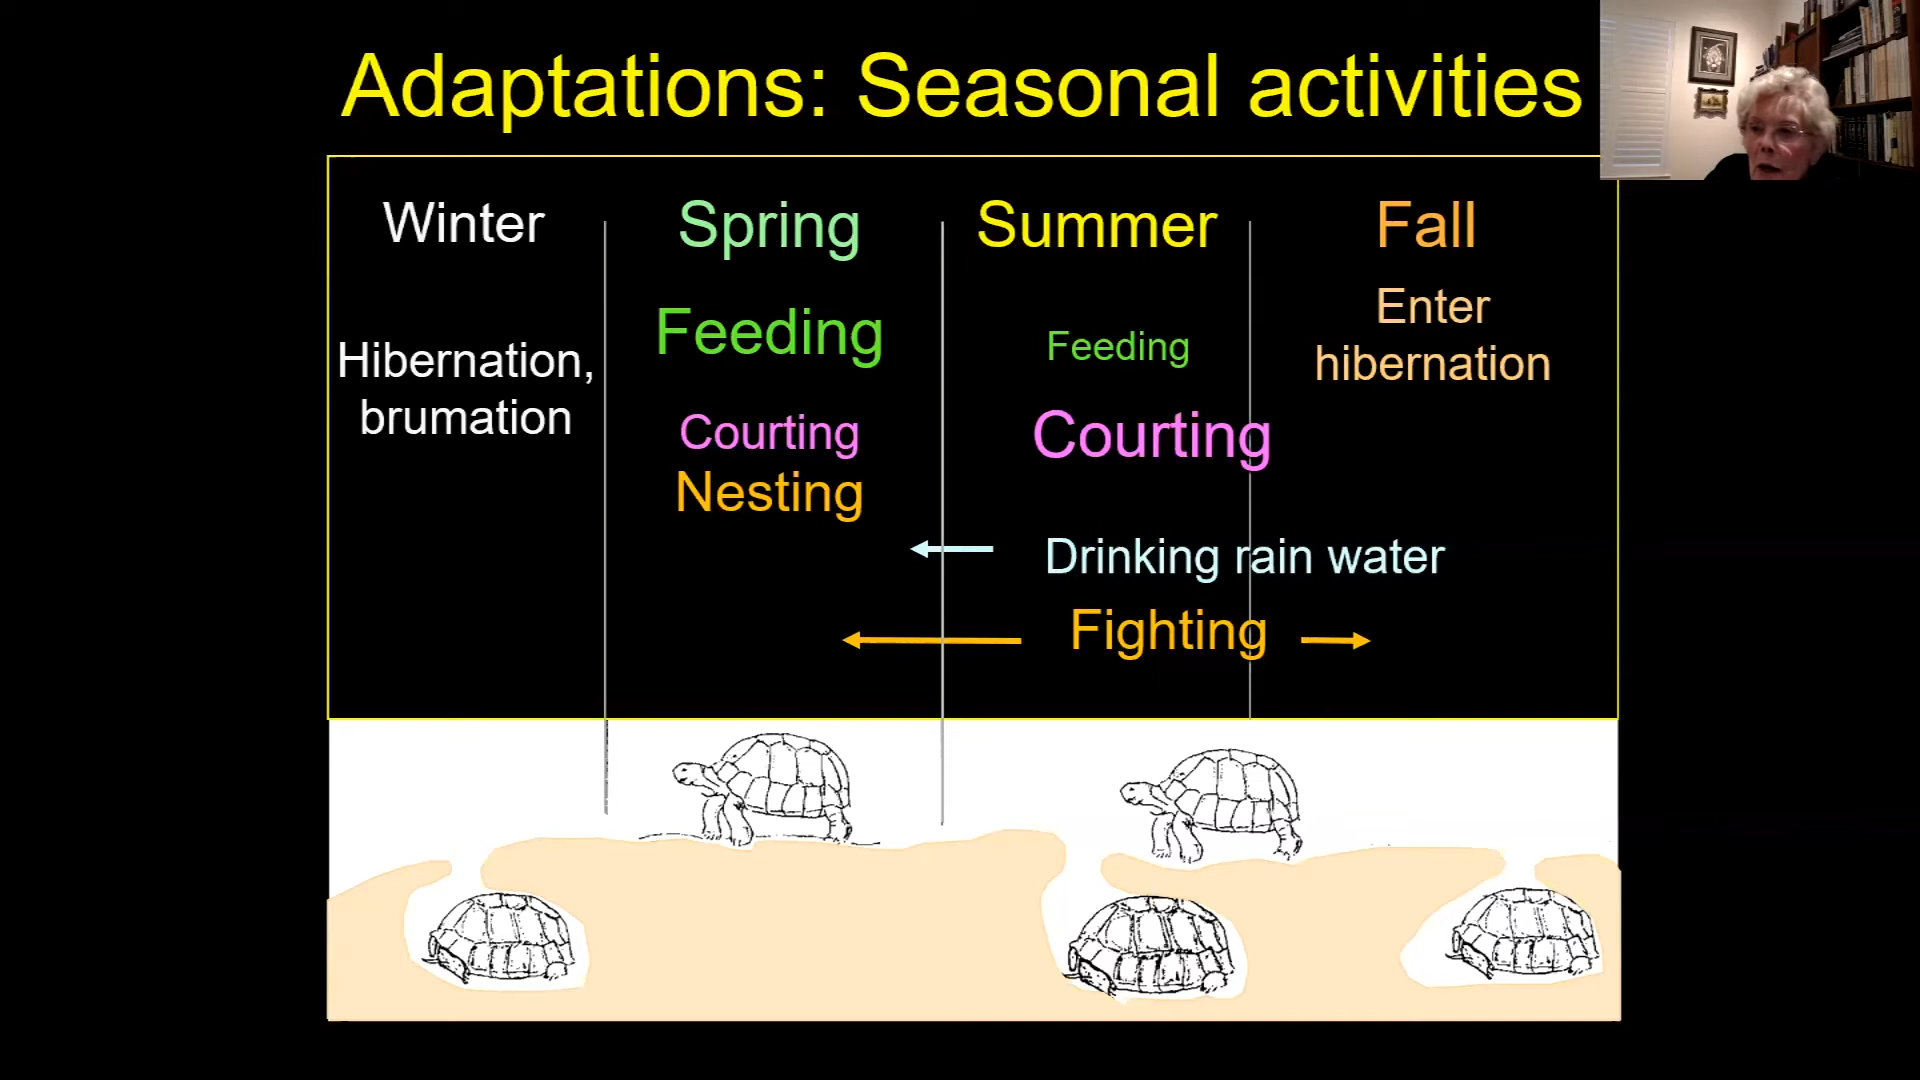 Adaptations: Seasonal activities
Winter
Spring
Summer
Fall
Hibernation,
brumation
Feeding
Courting
Nesting
Feeding
Courting
Enter
hibernation
Drinking rain water
Fighting